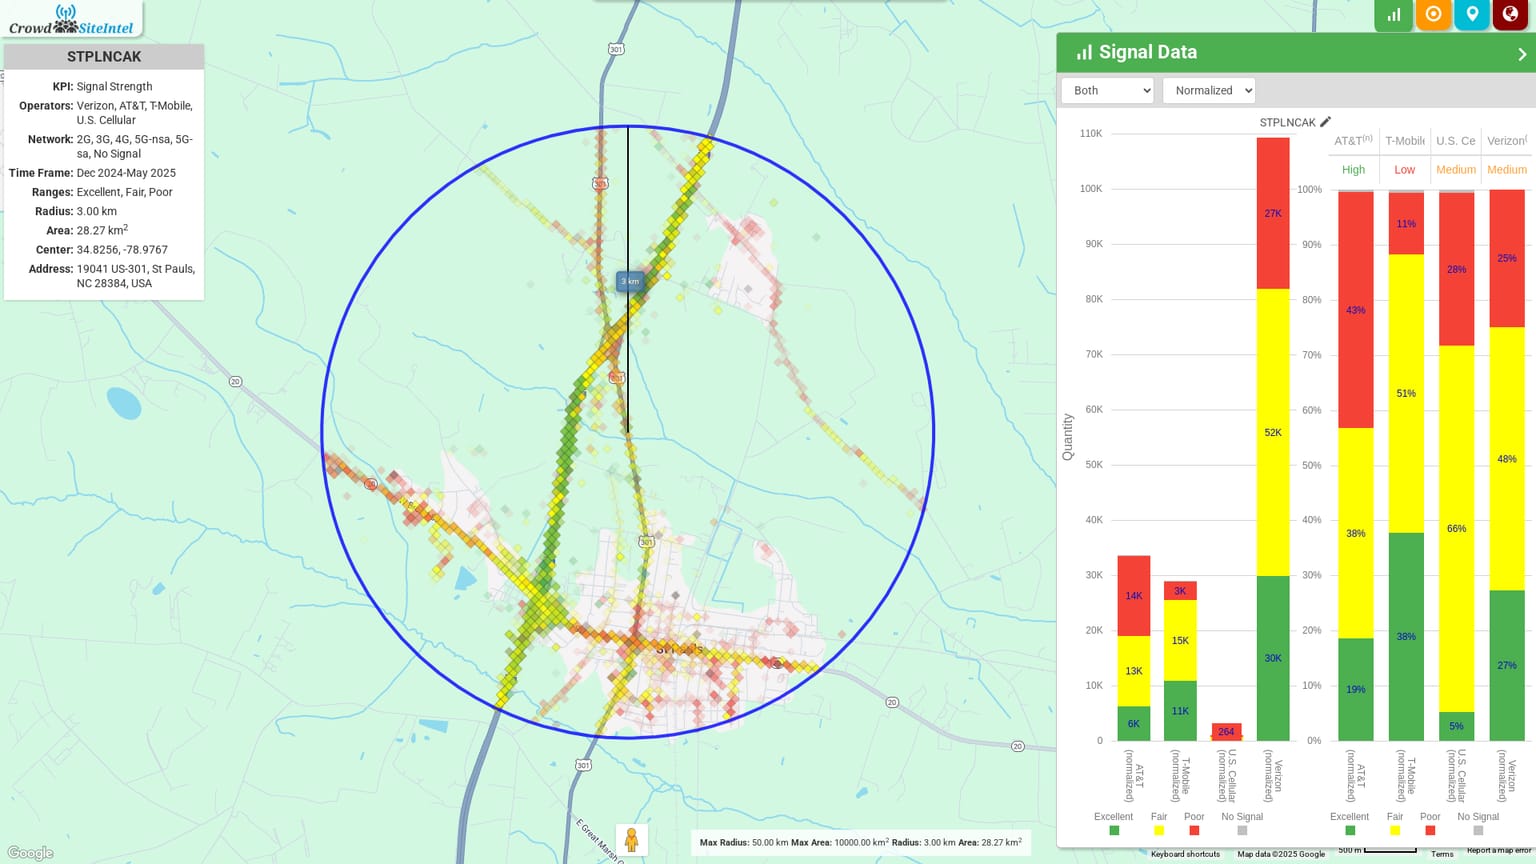 Crowd SiteIntel
STPLNCAK
KPI: Signal Strength
Operators: Verizon, AT&T, T-Mobile,
U.S. Cellular
Network: 2G, 3G, 4G, 5G-nsa, 5G-
sa, No Signal
Time Frame: Dec 2024-May 2025
Ranges: Excellent, Fair, Poor
Radius: 3.00 km
Area: 28.27 km2
Center: 34.8256, -78.9767
Address: 19041 US-301, St Pauls,
NC 28384, USA
301
301
3 km
301
20
20
301
St Pauls
20
20
301
E Great Marsh
Google
Max Radius: 50.00 km Max Area: 10000.00 km2 Radius: 3.00 km Area: 28.27 km2
Signal Data
Both
Normalized
STPLNCAK
Quantity
110K
100K
90K
80K
70K
60K
50K
40K
30K
20K
10K
0
14K
13K
6K
3K
15K
11K
264
27K
52K
30K
AT&T (normalized)
T-Mobile (normalized)
U.S. Cellular (normalized)
Verizon (normalized)
Excellent Fair Poor No Signal
AT&T(n) T-Mobile U.S. Ce Verizon(
High Low Medium Medium
100%
90%
80%
70%
60%
50%
40%
30%
20%
10%
0%
43%
38%
19%
11%
51%
38%
28%
66%
5%
25%
48%
27%
AT&T (normalized)
T-Mobile (normalized)
U.S. Cellular (normalized)
Verizon (normalized)
Excellent Fair Poor No Signal
Keyboard shortcuts Map data ©2025 Google 500 m Terms Report a map error